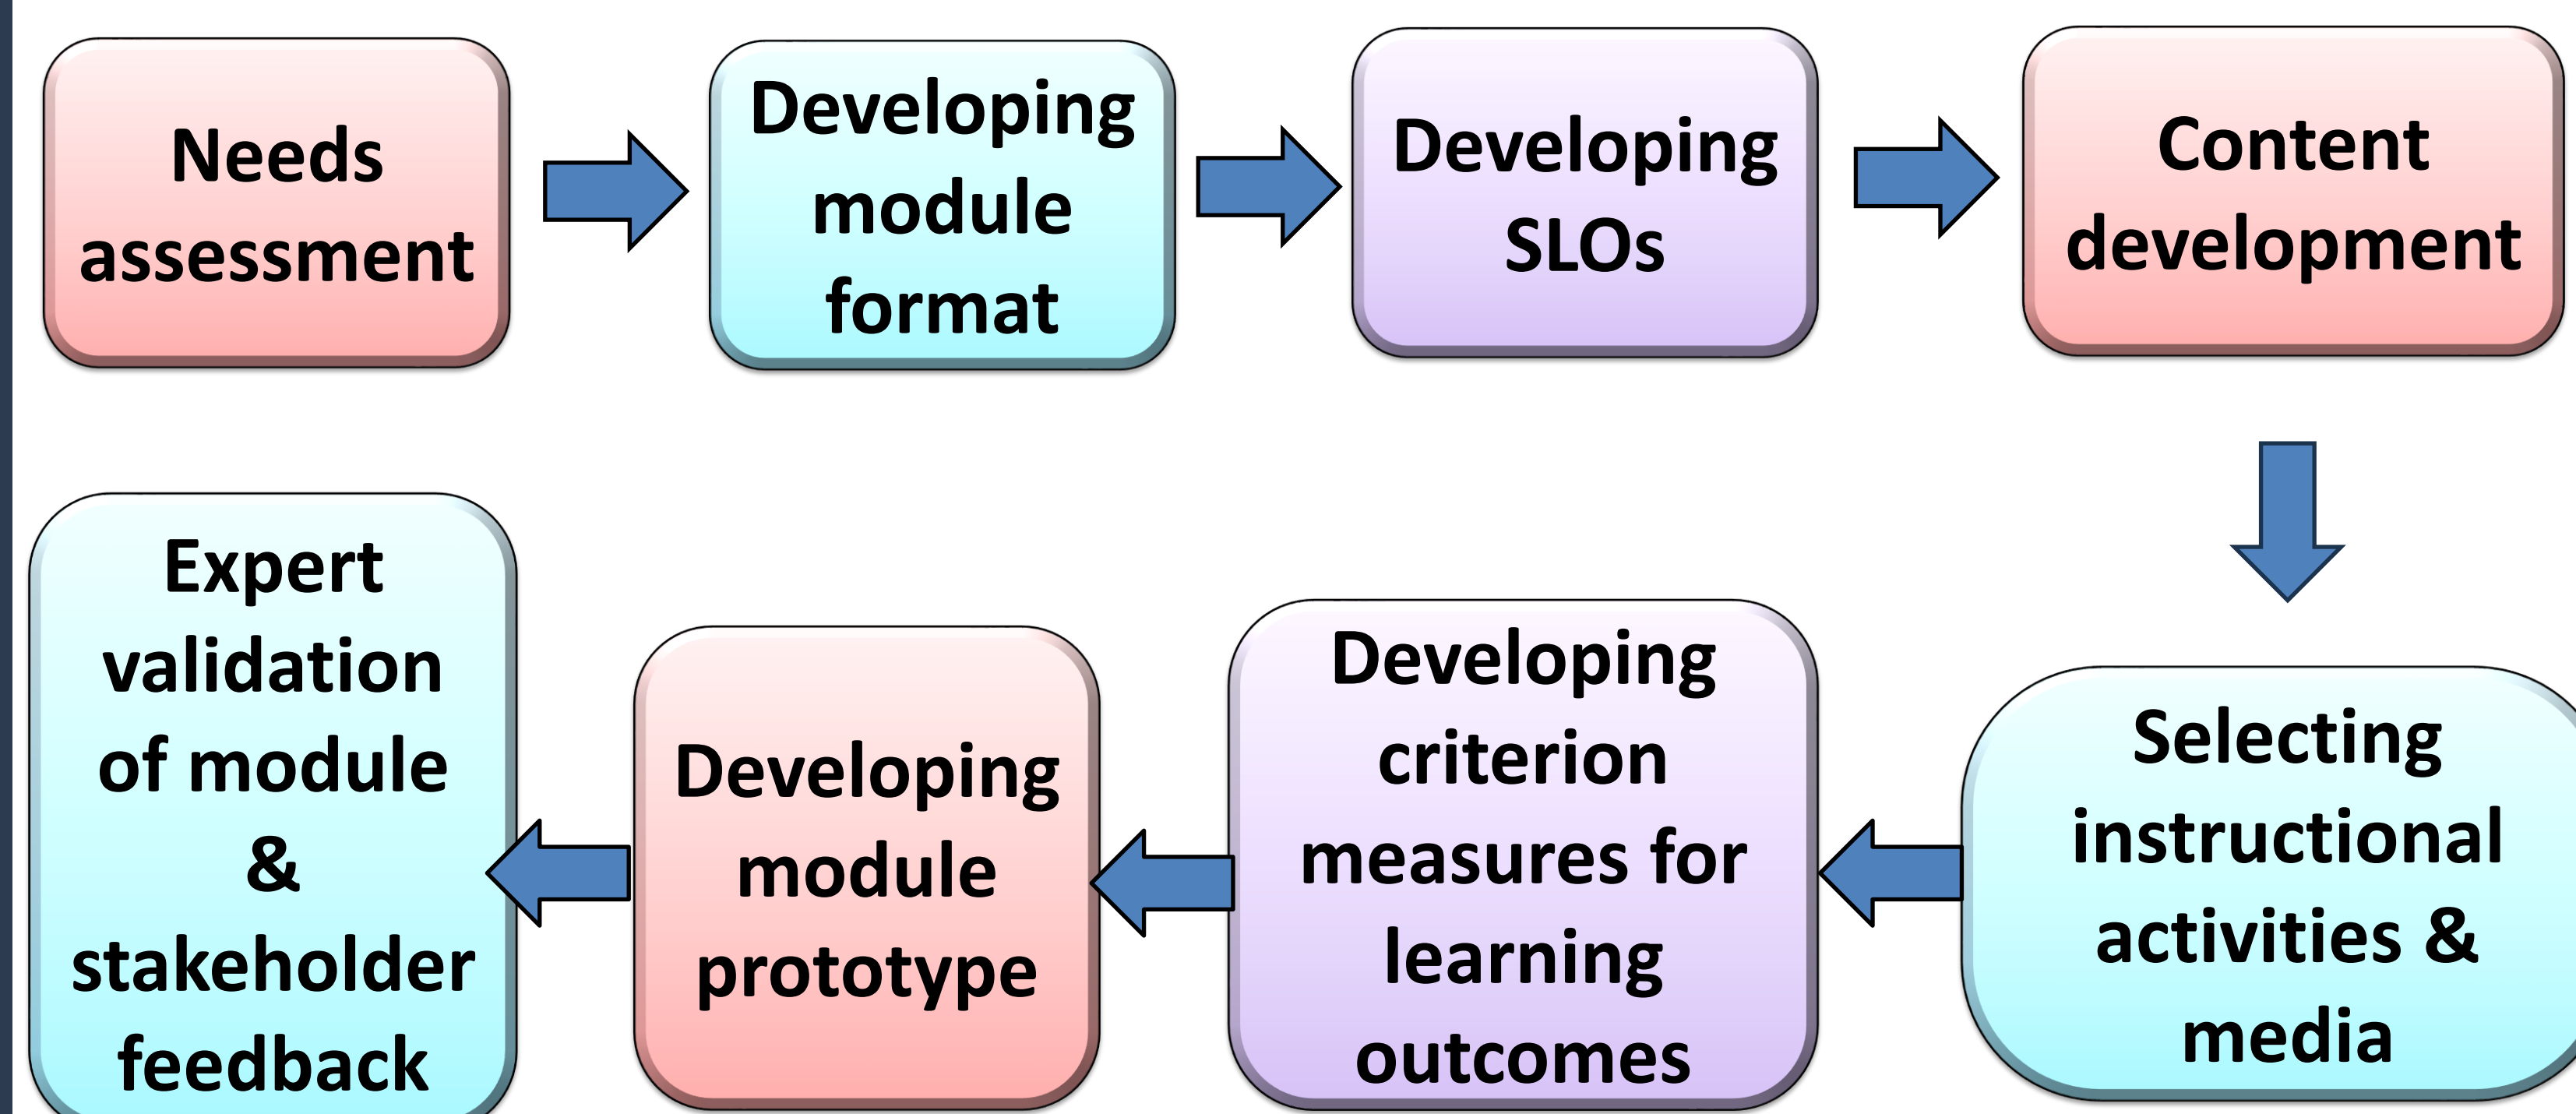 Needs
assessment
Developing
module
format
Developing
SLOs
Content
development
Selecting
instructional
activities &
media
Developing
criterion
measures for
learning
outcomes
Developing
module
prototype
Expert
validation
of module
&
stakeholder
feedback